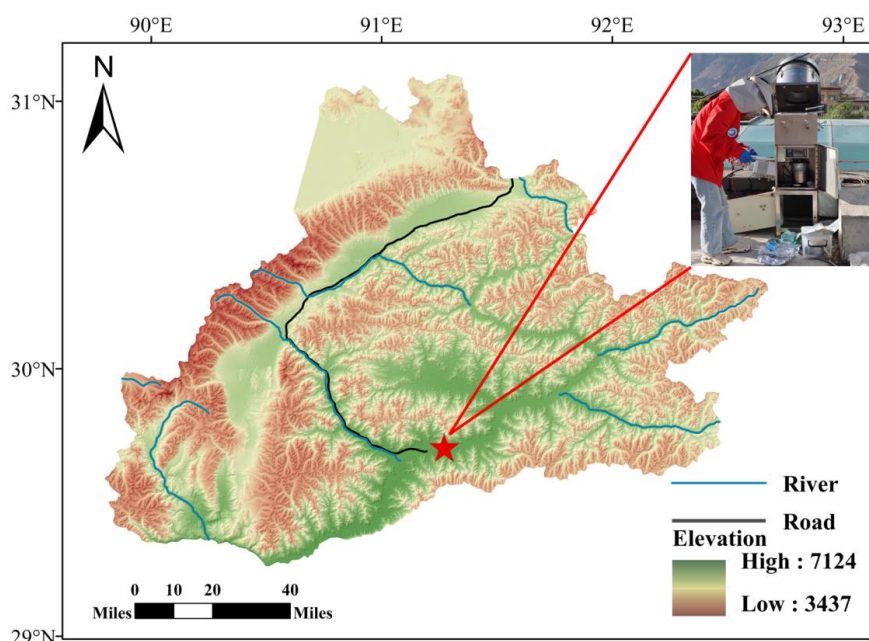 90°E 91°E 92°E 93°E
N
31°N
30°N
29°N
River
Road
Elevation
High : 7124
Low : 3437
0 10 20 40
Miles Miles